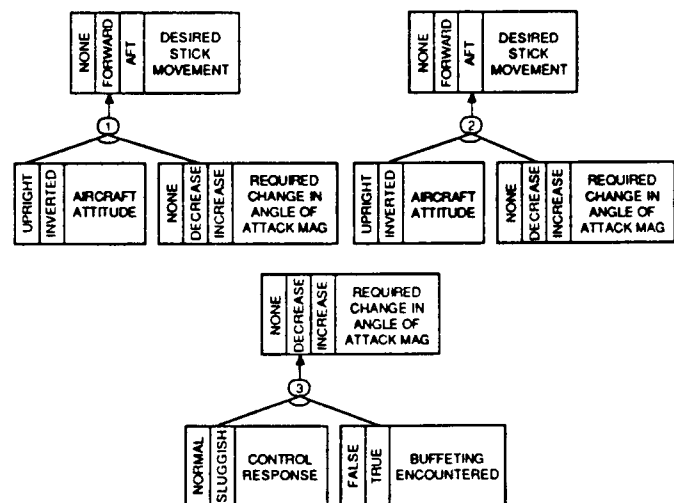 NONE
FORWARD
AFT
DESIRED
STICK
MOVEMENT
NONE
FORWARD
AFT
DESIRED
STICK
MOVEMENT
1
2
UPRIGHT
INVERTED
AIRCRAFT
ATTITUDE
NONE
DECREASE
INCREASE
REQUIRED
CHANGE IN
ANGLE OF
ATTACK MAG
UPRIGHT
INVERTED
AIRCRAFT
ATTITUDE
NONE
DECREASE
INCREASE
REQUIRED
CHANGE IN
ANGLE OF
ATTACK MAG
NONE
DECREASE
INCREASE
REQUIRED
CHANGE IN
ANGLE OF
ATTACK MAG
3
NORMAL
SLUGGISH
CONTROL
RESPONSE
FALSE
TRUE
BUFFETING
ENCOUNTERED